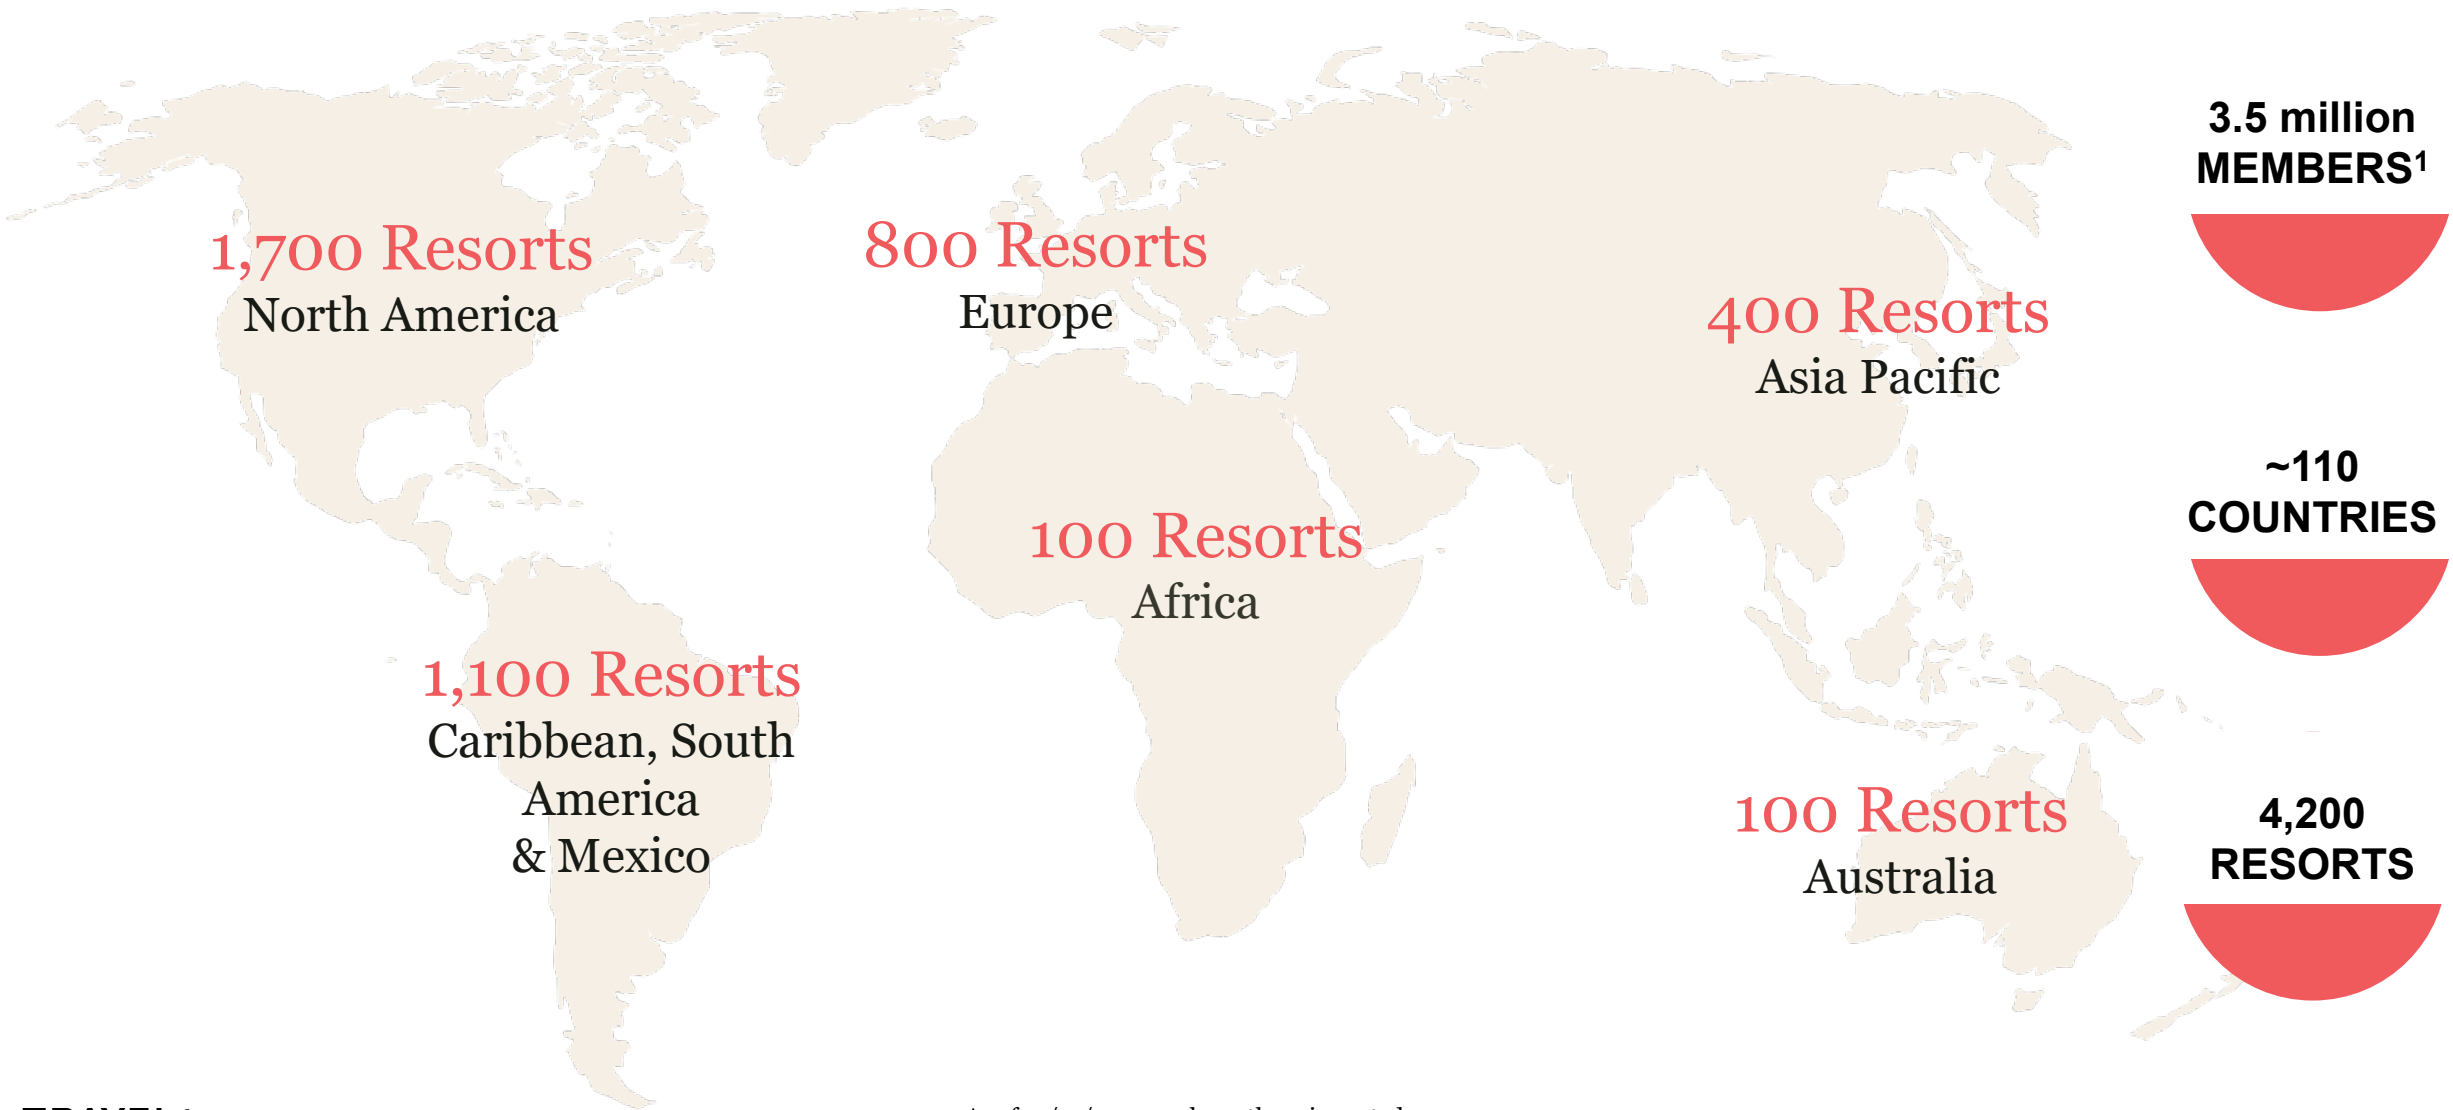 3.5 million
MEMBERS1
1,700 Resorts
North America
800 Resorts
Europe
400 Resorts
Asia Pacific
~110
COUNTRIES
100 Resorts
Africa
1,100 Resorts
Caribbean, South
America
& Mexico
100 Resorts
Australia
4,200
RESORTS